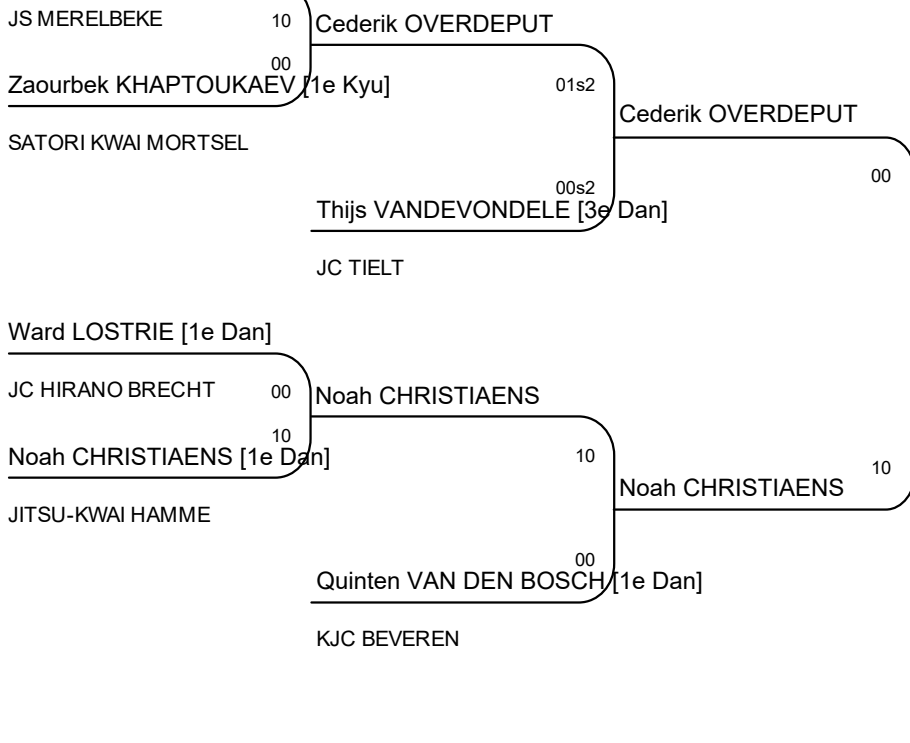 JS MERELBEKE
10
Cederik OVERDEPUT
00
Zaourbek KHAPTOUKAEV [1e Kyu]
01s2
SATORI KWAI MORTSEL
Cederik OVERDEPUT
00
00s2
Thijs VANDEVONDELE [3e Dan]
JC TIELT
Ward LOSTRIE [1e Dan]
JC HIRANO BRECHT
00
Noah CHRISTIAENS
10
Noah CHRISTIAENS [1e Dan]
10
JITSU-KWAI HAMME
Noah CHRISTIAENS
10
00
Quinten VAN DEN BOSCH [1e Dan]
KJC BEVEREN